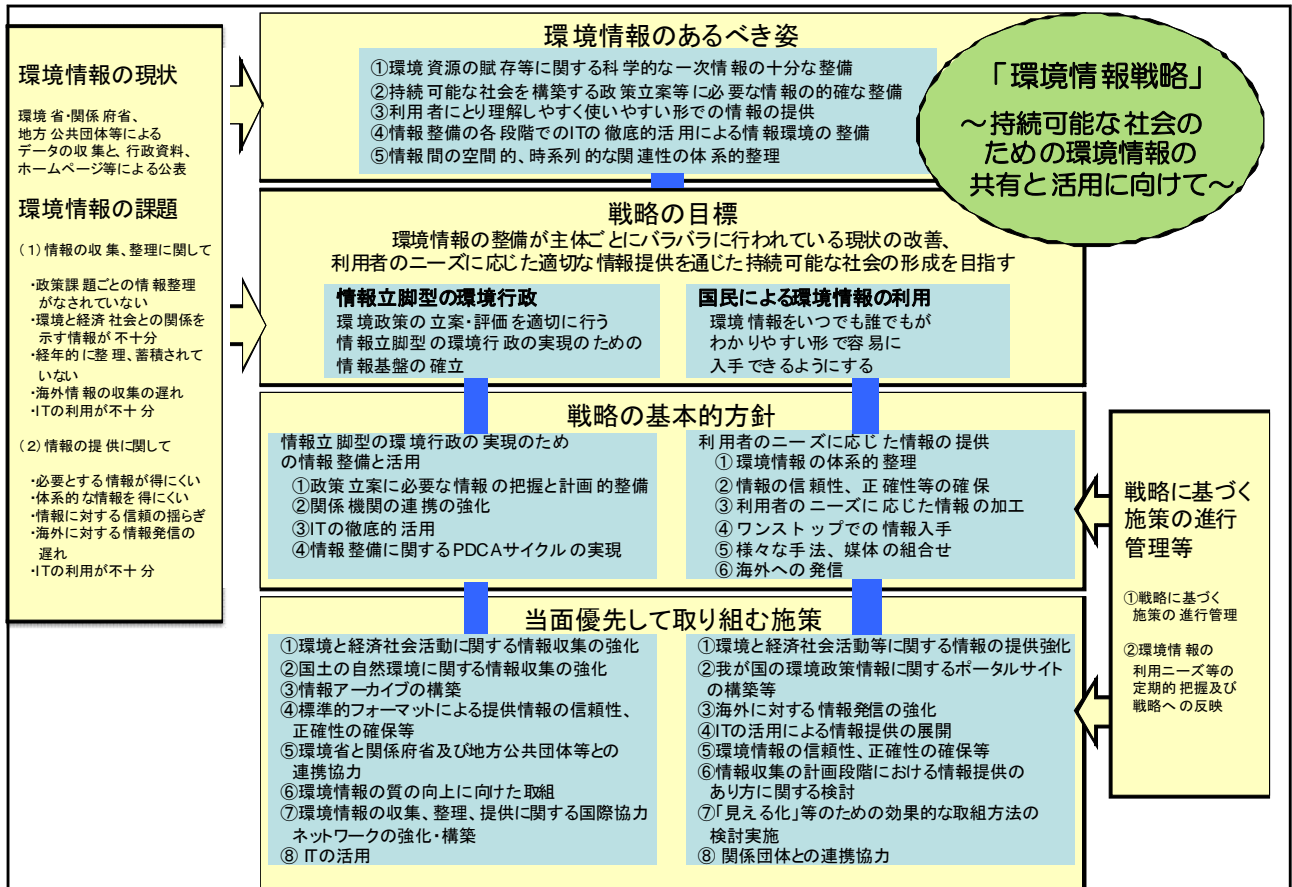 環境情報の現状
環境省・関係府省、
地方公共団体等による
データの収集と、行政資料、
ホームページ等による公表
環境情報の課題
(1)情報の収集、整理に関して
・政策課題ごとの情報整理
がなされていない
・環境と経済社会との関係を
示す情報が不十分
・経年的に整理、蓄積されて
いない
・海外情報の収集の遅れ
・ITの利用が不十分
(2)情報の提供に関して
・必要とする情報が得にくい
・体系的な情報を得にくい
・情報に対する信頼の揺らぎ
・海外に対する情報発信の
遅れ
・ITの利用が不十分
環境情報のあるべき姿
①環境資源の賦存等に関する科学的な一次情報の十分な整備
②持続可能な社会を構築する政策立案等に必要な情報の的確な整備
③利用者にとり理解しやすく使いやすい形での情報の提供
④情報整備の各段階でのITの徹底的活用による情報環境の整備
⑤情報間の空間的、時系列的な関連性の体系的整理
「環境情報戦略」
～持続可能な社会の
ための環境情報の
共有と活用に向けて～
戦略の目標
環境情報の整備が主体ごとにバラバラに行われている現状の改善、
利用者のニーズに応じた適切な情報提供を通じた持続可能な社会の形成を目指す
情報立脚型の環境行政
環境政策の立案・評価を適切に行う
情報立脚型の環境行政の実現のための
情報基盤の確立
国民による環境情報の利用
環境情報をいつでも誰でもが
わかりやすい形で容易に
入手できるようにする
戦略の基本的方針
情報立脚型の環境行政の実現のため
の情報整備と活用
①政策立案に必要な情報の把握と計画的整備
②関係機関の連携の強化
③ITの徹底的活用
④情報整備に関するPDCAサイクルの実現
利用者のニーズに応じた情報の提供
①環境情報の体系的整理
②情報の信頼性、正確性等の確保
③利用者のニーズに応じた情報の加工
④ワンストップでの情報入手
⑤様々な手法、媒体の組合せ
⑥海外への発信
当面優先して取り組む施策
①環境と経済社会活動に関する情報収集の強化
②国土の自然環境に関する情報収集の強化
③情報アーカイブの構築
④標準的フォーマットによる提供情報の信頼性、
正確性の確保等
⑤環境省と関係府省及び地方公共団体等との
連携協力
⑥環境情報の質の向上に向けた取組
⑦環境情報の収集、整理、提供に関する国際協力
ネットワークの強化・構築
⑧ ITの活用
①環境と経済社会活動等に関する情報の提供強化
②我が国の環境政策情報に関するポータルサイト
の構築等
③海外に対する情報発信の強化
④ITの活用による情報提供の展開
⑤環境情報の信頼性、正確性の確保等
⑥情報収集の計画段階における情報提供の
あり方に関する検討
⑦「見える化」等のための効果的な取組方法の
検討実施
⑧ 関係団体との連携協力
戦略に基づく
施策の進行
管理等
①戦略に基づく
施策の進行管理
②環境情報の
利用ニーズ等の
定期的把握及び
戦略への反映